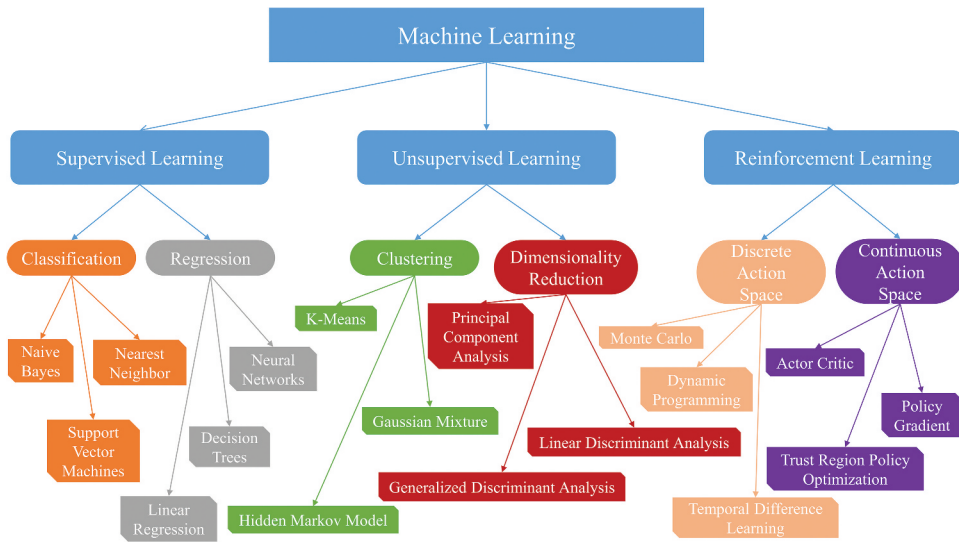 Machine Learning
Supervised Learning
Unsupervised Learning
Reinforcement Learning
Classification
Regression
Clustering
Dimensionality
Reduction
Discrete
Action
Space
Continuous
Action
Space
Naive
Bayes
Nearest
Neighbor
Support
Vector
Machines
Neural
Networks
Decision
Trees
Linear
Regression
K-Means
Gaussian Mixture
Hidden Markov Model
Principal
Component
Analysis
Linear Discriminant Analysis
Generalized Discriminant Analysis
Monte Carlo
Dynamic
Programming
Temporal Difference
Learning
Actor Critic
Policy
Gradient
Trust Region Policy
Optimization